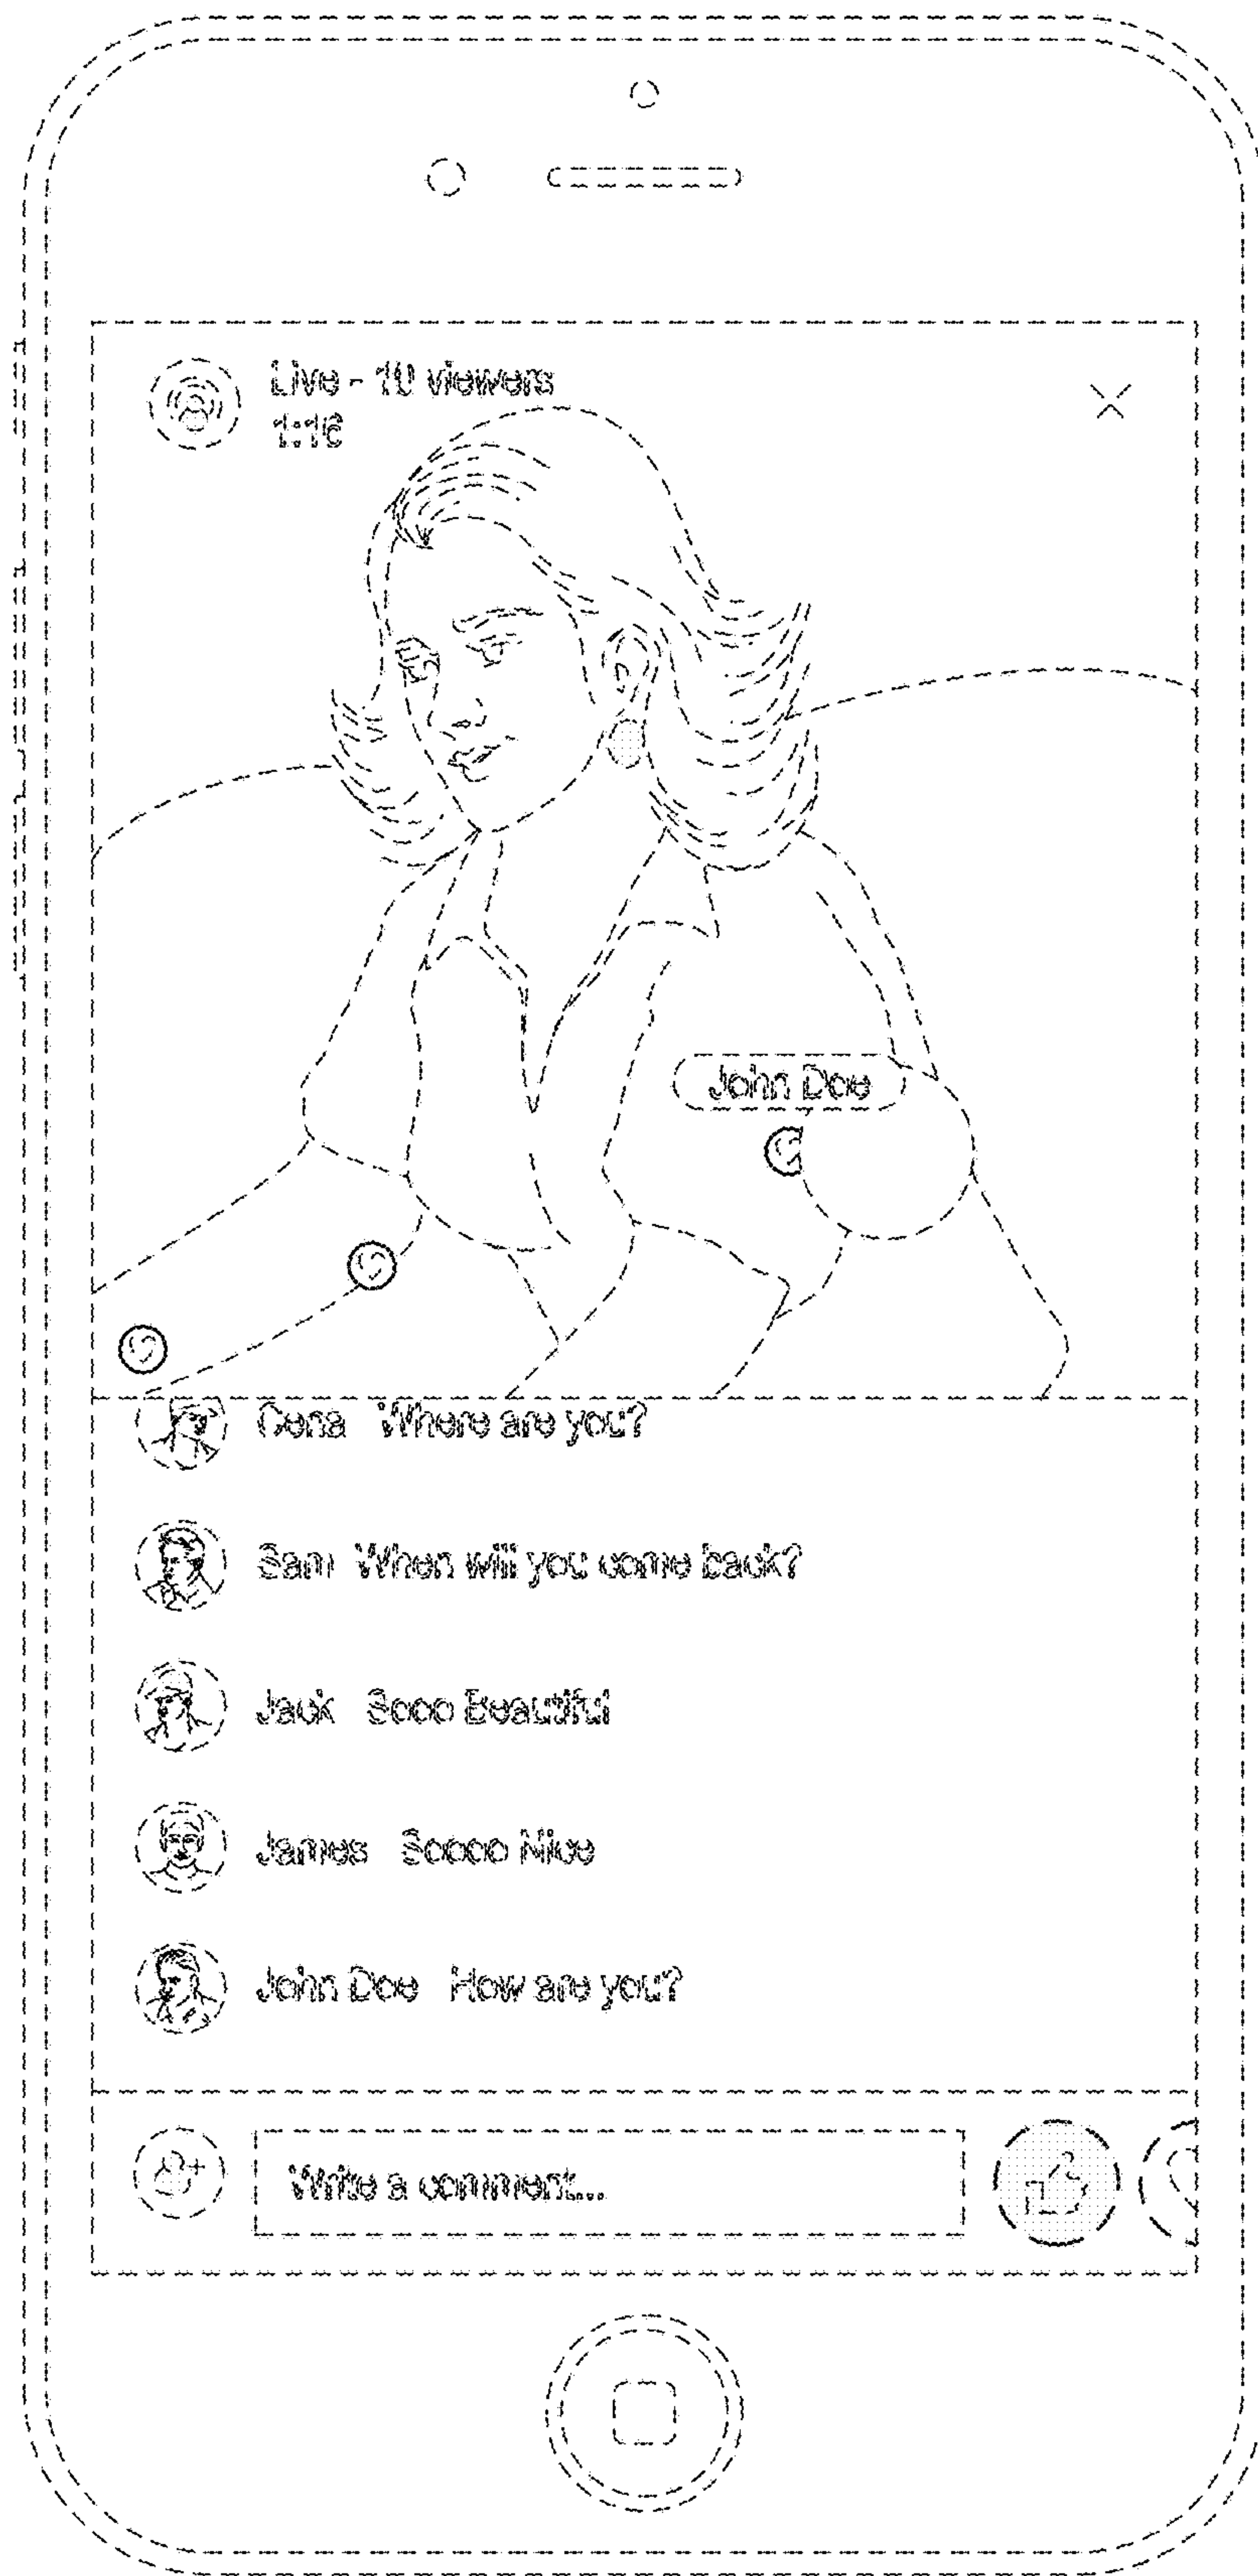 Live - 10 viewers
1:16
John Doe
Cena Where are you?
Sam When will you come back?
Jack Sooo Beautiful
James Soooo Nice
John Doe How are you?
Write a comment...